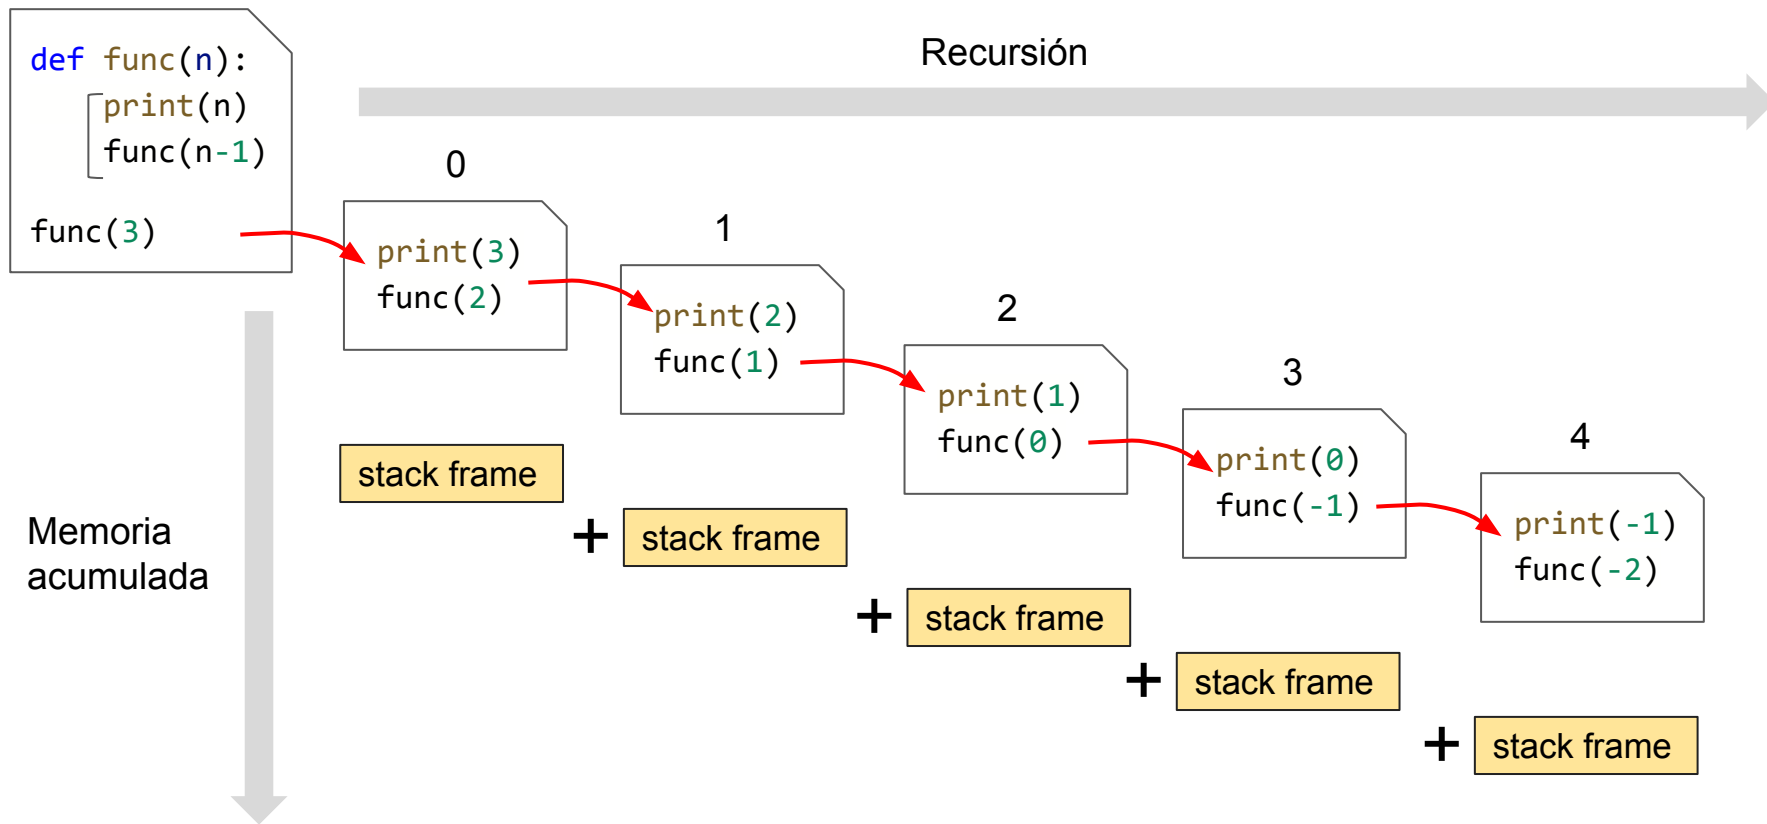 def func(n):
print(n)
func(n-1)
func(3)
Recursión
0
print(3)
func(2)
1
print(2)
func(1)
2
print(1)
func(0)
3
print(0)
func(-1)
4
print(-1)
func(-2)
Memoria
acumulada
stack frame
+ stack frame
+ stack frame
+ stack frame
+ stack frame